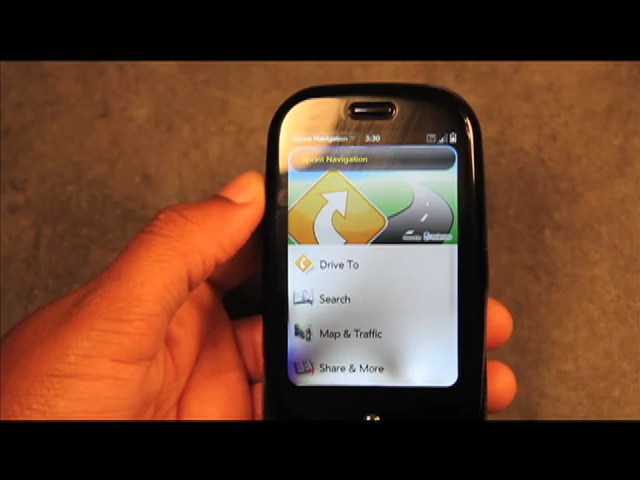 Sprint Navigation 3:30
Sprint Navigation
Drive To
Search
Map & Traffic
Share & More